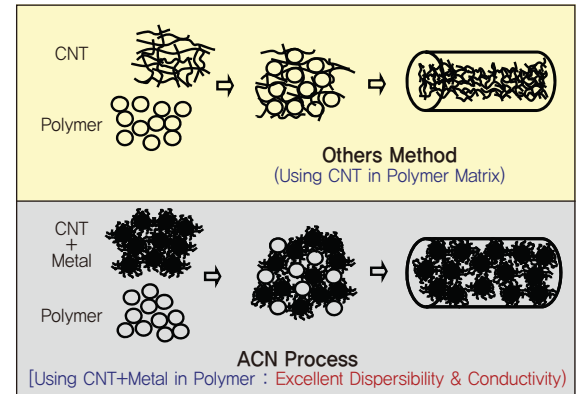 CNT
Polymer
Others Method
(Using CNT in Polymer Matrix)
CNT
+
Metal
Polymer
ACN Process
[Using CNT+Metal in Polymer : Excellent Dispersibility & Conductivity)